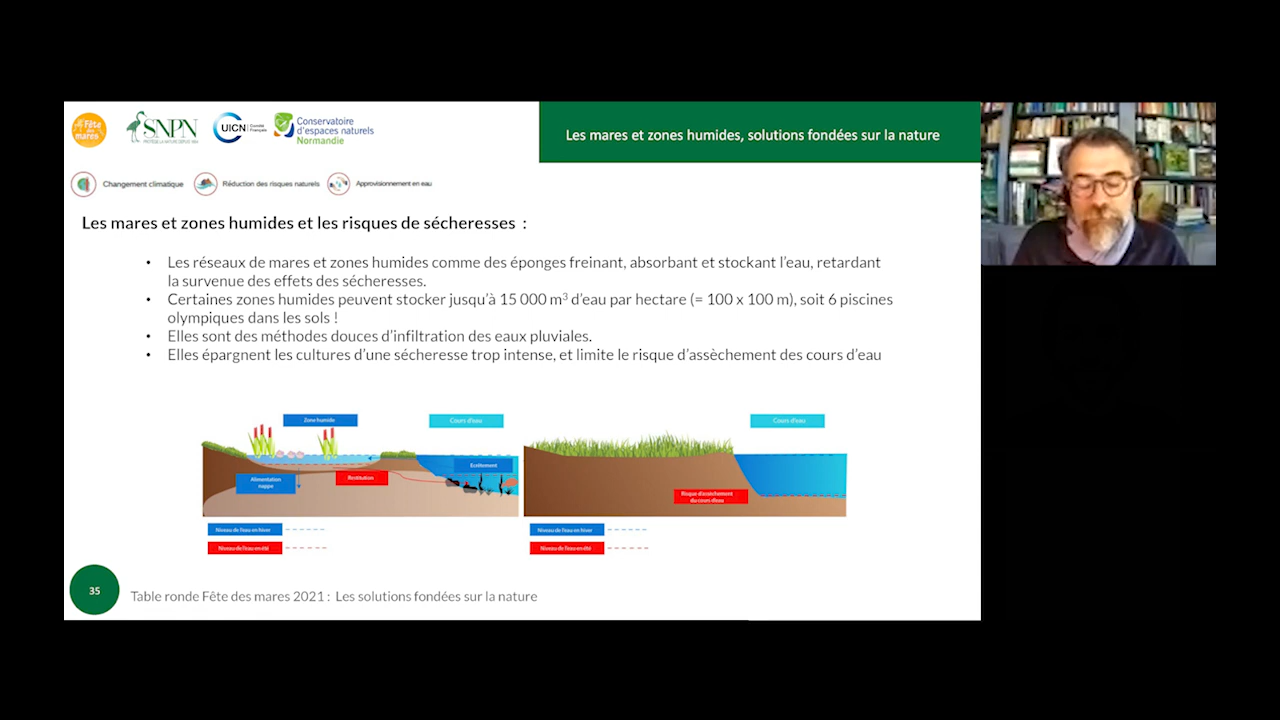 Fête des mares
SNPN
PROTÈGE LA NATURE DEPUIS 1854
UICN Comité Français
Conservatoire
d'espaces naturels
Normandie
Les mares et zones humides, solutions fondées sur la nature
Changement climatique
Réduction des risques naturels
Approvisionnement en eau
Les mares et zones humides et les risques de sécheresses :
• Les réseaux de mares et zones humides comme des éponges freinant, absorbant et stockant l'eau, retardant
la survenue des effets des sécheresses.
• Certaines zones humides peuvent stocker jusqu'à 15 000 m³ d'eau par hectare (= 100 x 100 m), soit 6 piscines
olympiques dans les sols !
• Elles sont des méthodes douces d'infiltration des eaux pluviales.
• Elles épargnent les cultures d'une sécheresse trop intense, et limite le risque d'assèchement des cours d'eau
Zone humide
Cours d'eau
Cours d'eau
Ecrêtement
Alimentation
nappe
Restitution
Risque d'assèchement
du cours d'eau
Niveau de l'eau en hiver
Niveau de l'eau en hiver
Niveau de l'eau en été
Niveau de l'eau en été
35
Table ronde Fête des mares 2021 : Les solutions fondées sur la nature